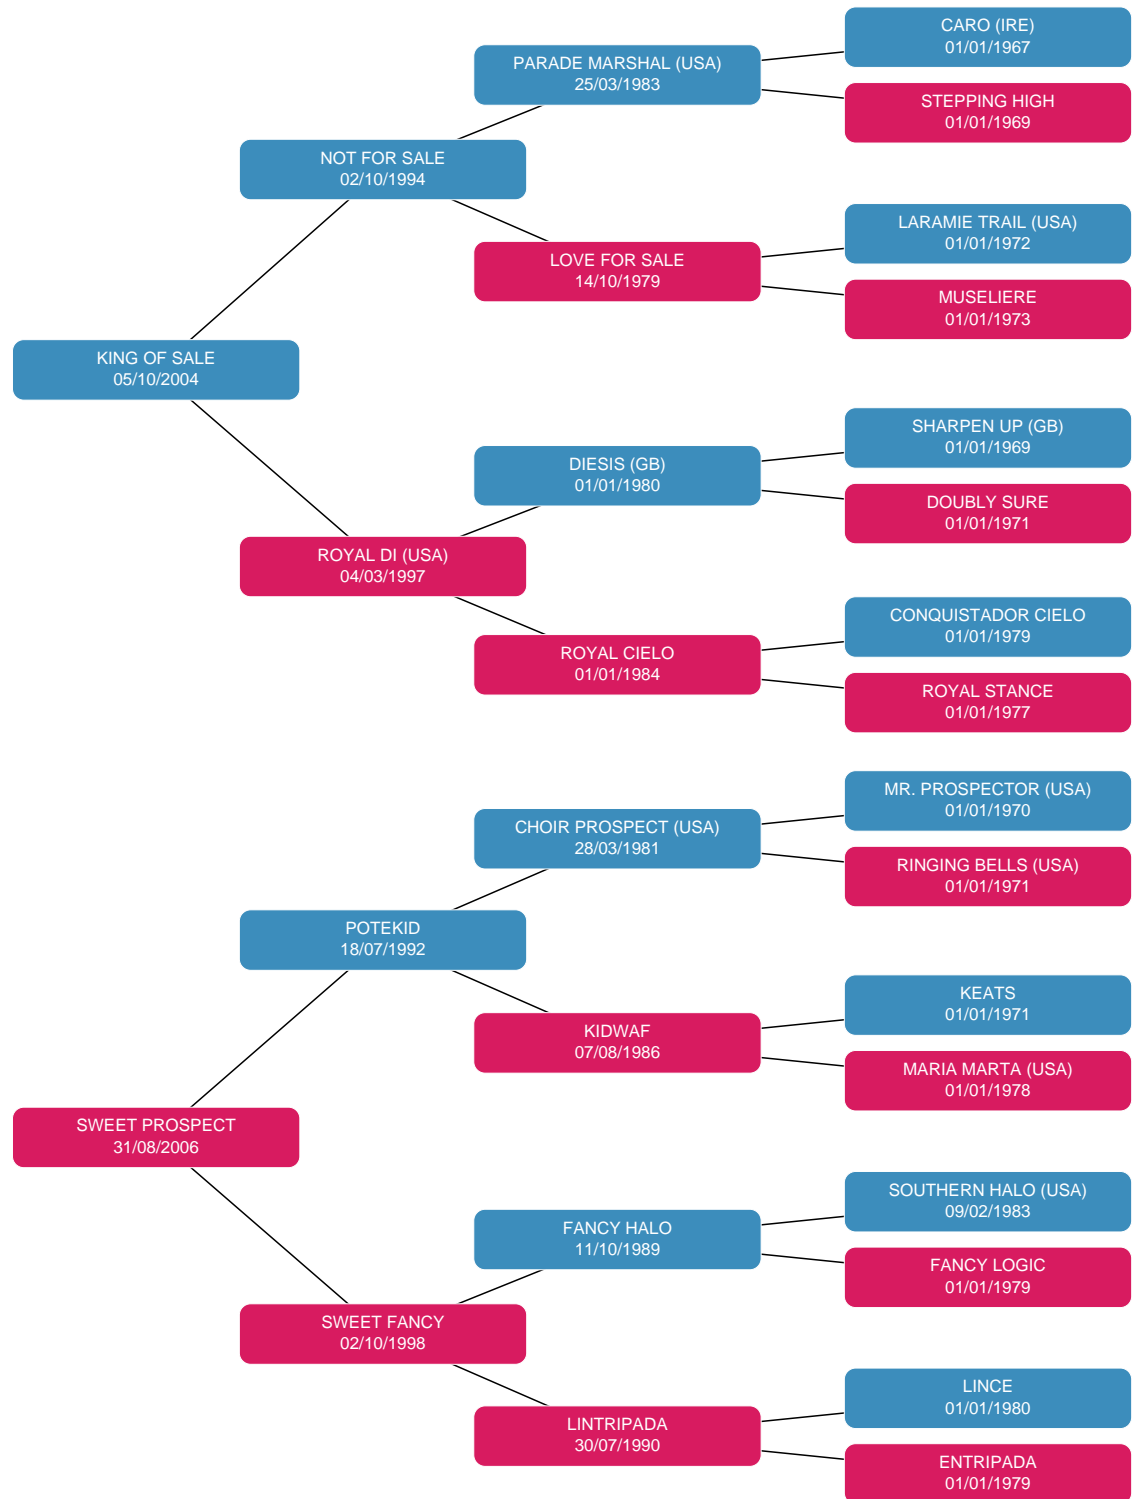 CARO (IRE)
01/01/1967
PARADE MARSHAL (USA)
25/03/1983
STEPPING HIGH
01/01/1969
NOT FOR SALE
02/10/1994
LARAMIE TRAIL (USA)
01/01/1972
LOVE FOR SALE
14/10/1979
MUSELIERE
01/01/1973
KING OF SALE
05/10/2004
SHARPEN UP (GB)
01/01/1969
DIESIS (GB)
01/01/1980
DOUBLY SURE
01/01/1971
ROYAL DI (USA)
04/03/1997
CONQUISTADOR CIELO
01/01/1979
ROYAL CIELO
01/01/1984
ROYAL STANCE
01/01/1977
MR. PROSPECTOR (USA)
01/01/1970
CHOIR PROSPECT (USA)
28/03/1981
RINGING BELLS (USA)
01/01/1971
POTEKID
18/07/1992
KEATS
01/01/1971
KIDWAF
07/08/1986
MARIA MARTA (USA)
01/01/1978
SWEET PROSPECT
31/08/2006
SOUTHERN HALO (USA)
09/02/1983
FANCY HALO
11/10/1989
FANCY LOGIC
01/01/1979
SWEET FANCY
02/10/1998
LINCE
01/01/1980
LINTRIPADA
30/07/1990
ENTRIPADA
01/01/1979